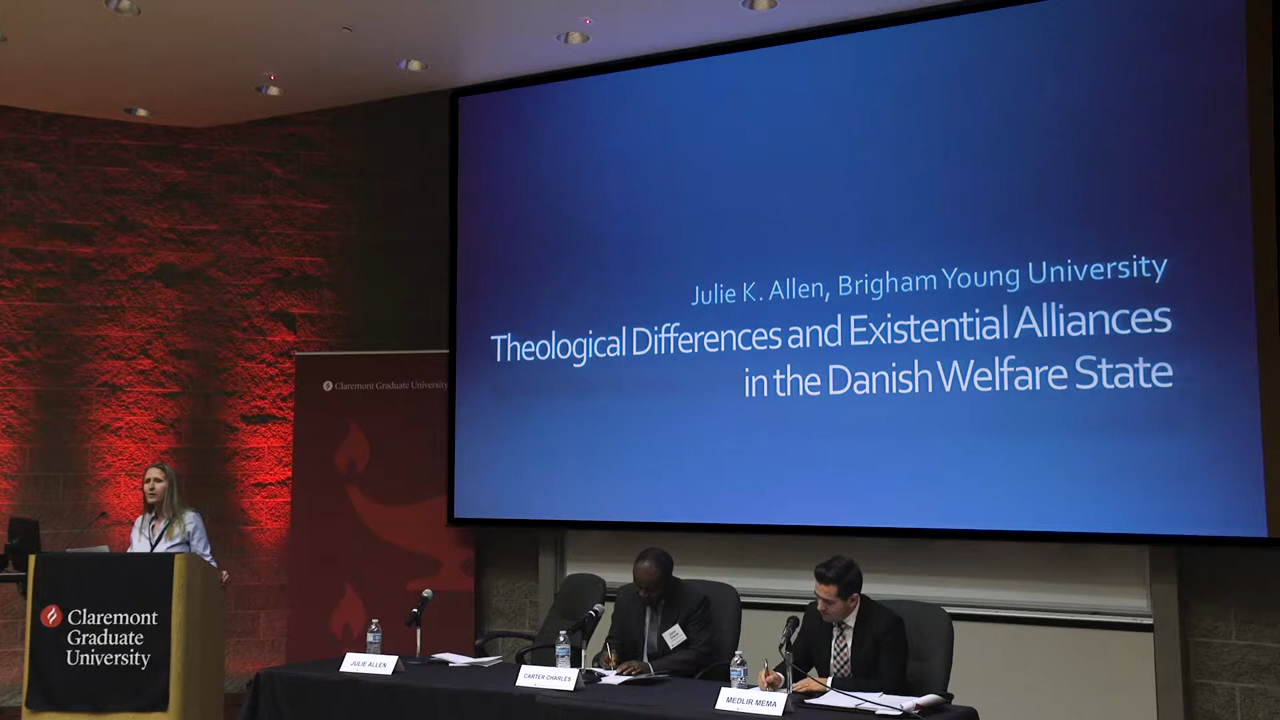 Julie K. Allen, Brigham Young University
Theological Differences and Existential Alliances
in the Danish Welfare State
Claremont Graduate University
Claremont
Graduate
University
JULIE ALLEN
CARTER CHARLES
MEDLIR MEMA